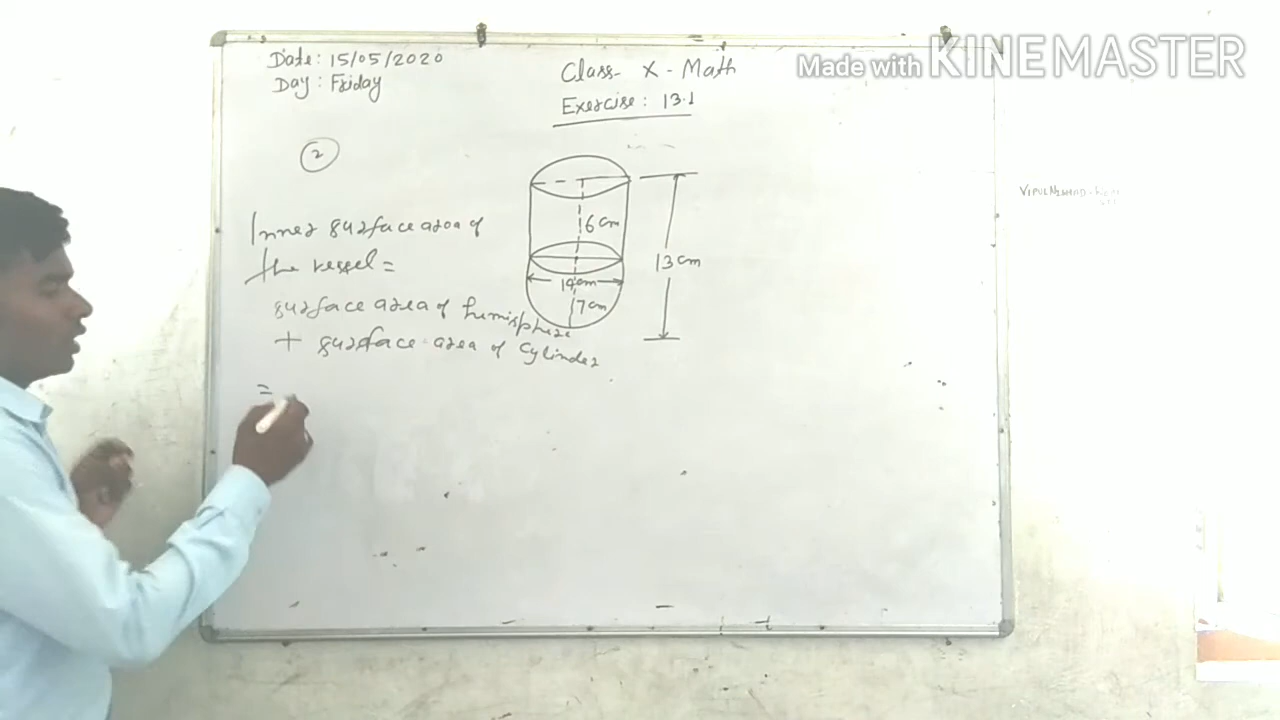 Made with KINEMASTER
Date: 15/05/2020
Day: Friday
Class- X - Math
Exercise: 13.1
2
Inner surface area of
the vessel =
surface area of hemisphere
+ surface area of cylinder
=
6 cm
13 cm
14 cm
7 cm